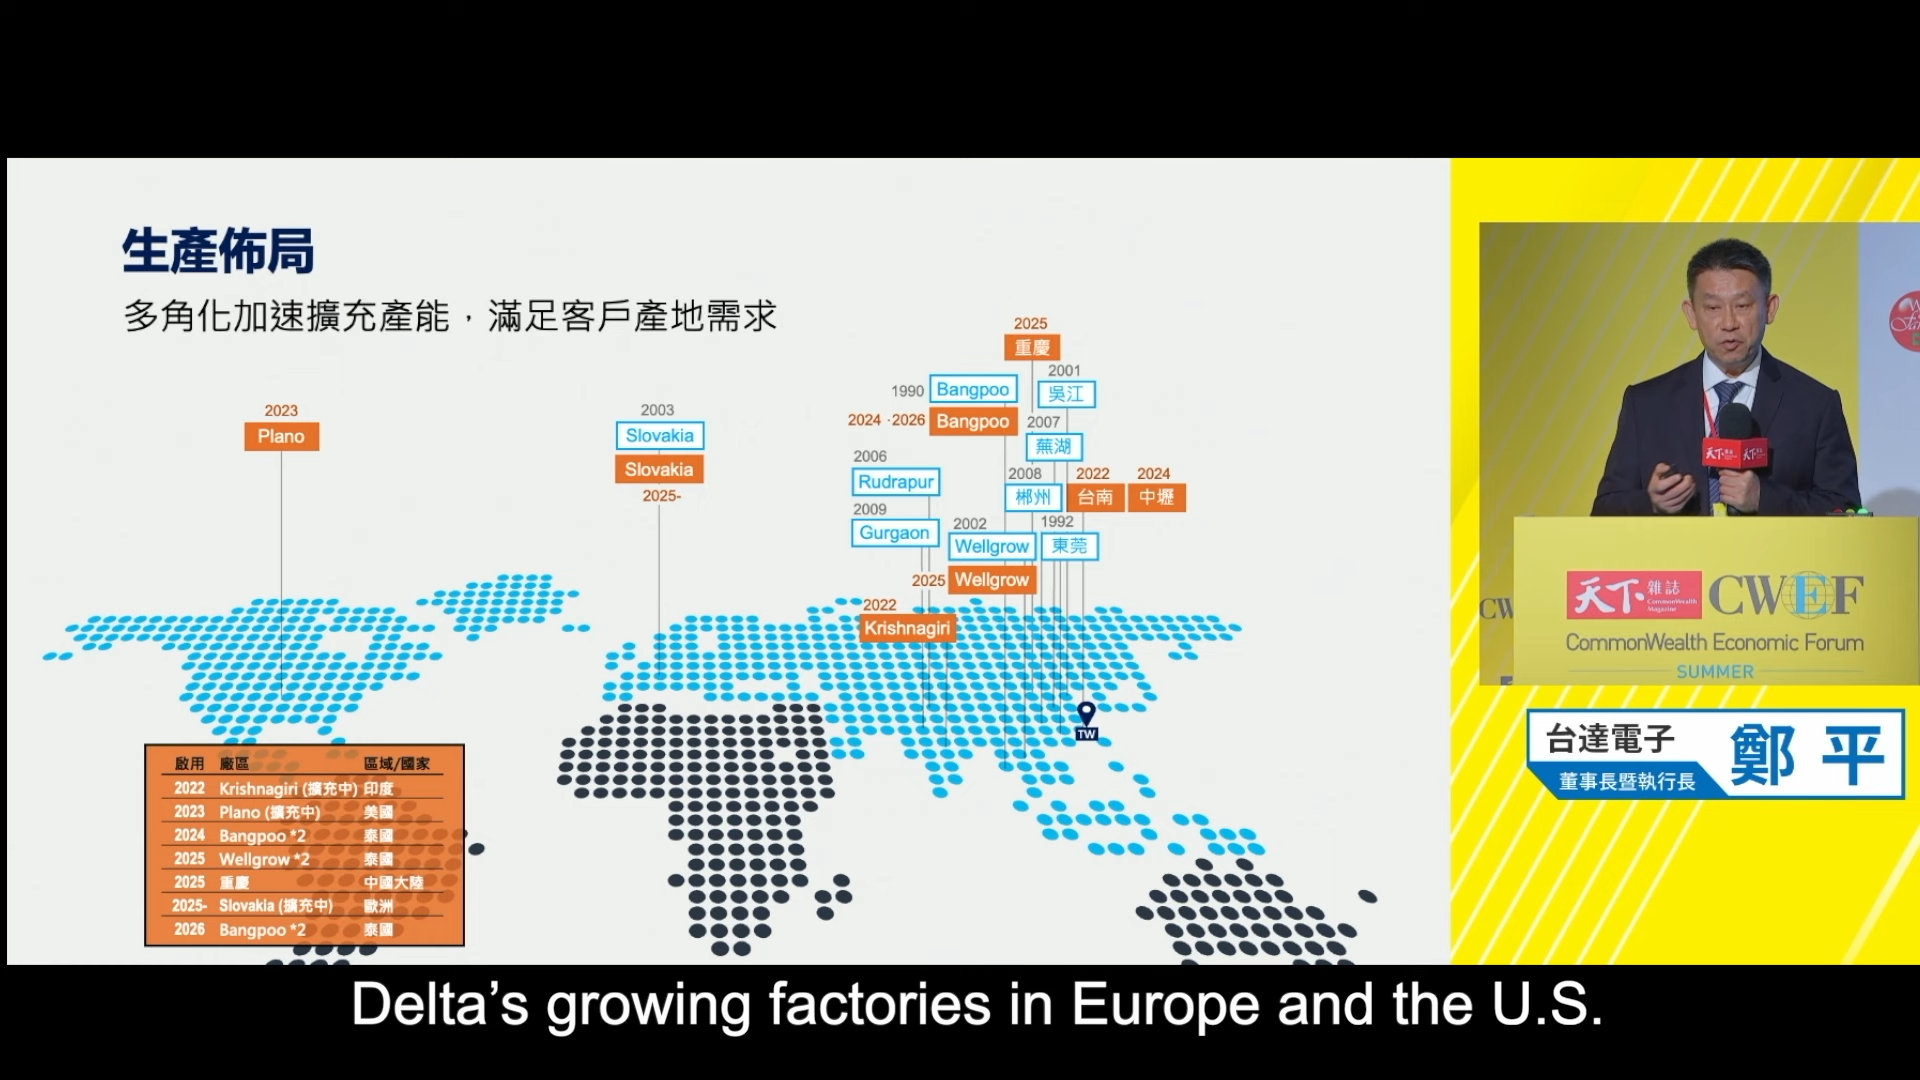 生產佈局
多角化加速擴充產能，滿足客戶產地需求
2023
Plano
2003
Slovakia
Slovakia
2025-
2025
重慶
1990
Bangpoo
2001
吳江
2024 ·2026
Bangpoo
2007
蕪湖
2006
Rudrapur
2008
郴州
2022
台南
2024
中壢
2009
Gurgaon
2002
Wellgrow
1992
東莞
2025
Wellgrow
2022
Krishnagiri
TW
啟用 廠區 區域/國家
2022 Krishnagiri (擴充中) 印度
2023 Plano (擴充中) 美國
2024 Bangpoo *2 泰國
2025 Wellgrow *2 泰國
2025 重慶 中國大陸
2025- Slovakia (擴充中) 歐洲
2026 Bangpoo *2 泰國
天下 天下
天下雜誌
CommonWealth
Magazine
CWEF
CW
CommonWealth Economic Forum
SUMMER
台達電子
董事長暨執行長
鄭 平
Delta’s growing factories in Europe and the U.S.